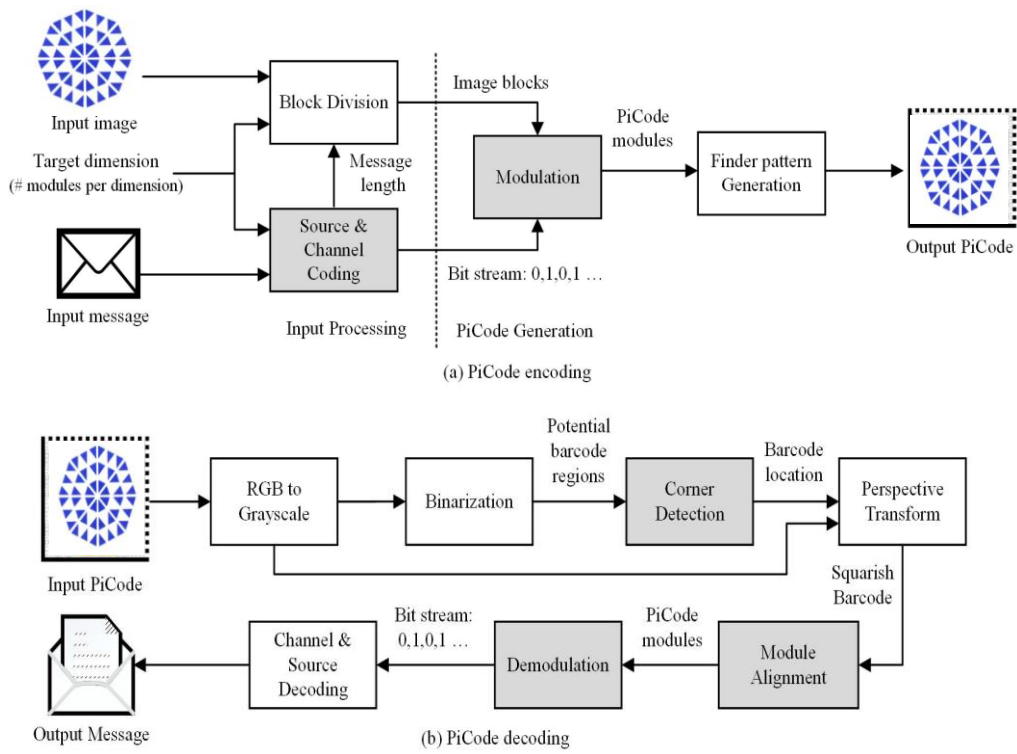 Input image
Target dimension
(# modules per dimension)
Input message
Block Division
Message
length
Source &
Channel
Coding
Input Processing
Image blocks
Modulation
Bit stream: 0,1,0,1 ...
PiCode Generation
PiCode
modules
Finder pattern
Generation
Output PiCode
(a) PiCode encoding
Input PiCode
RGB to
Grayscale
Binarization
Potential
barcode
regions
Corner
Detection
Barcode
location
Perspective
Transform
Squarish
Barcode
Module
Alignment
PiCode
modules
Demodulation
Bit stream:
0,1,0,1 ...
Channel &
Source
Decoding
Output Message
(b) PiCode decoding